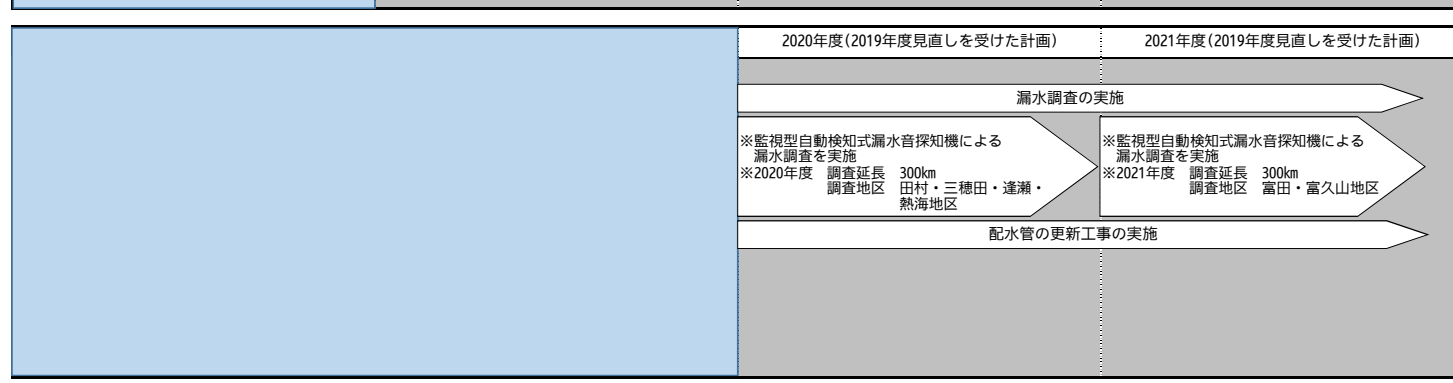 2020年度(2019年度見直しを受けた計画)
2021年度(2019年度見直しを受けた計画)
漏水調査の実施
※監視型自動検知式漏水音探知機による
漏水調査を実施
※2020年度 調査延長 300km
調査地区 田村・三穂田・逢瀬・
熱海地区
※監視型自動検知式漏水音探知機による
漏水調査を実施
※2021年度 調査延長 300km
調査地区 富田・富久山地区
配水管の更新工事の実施